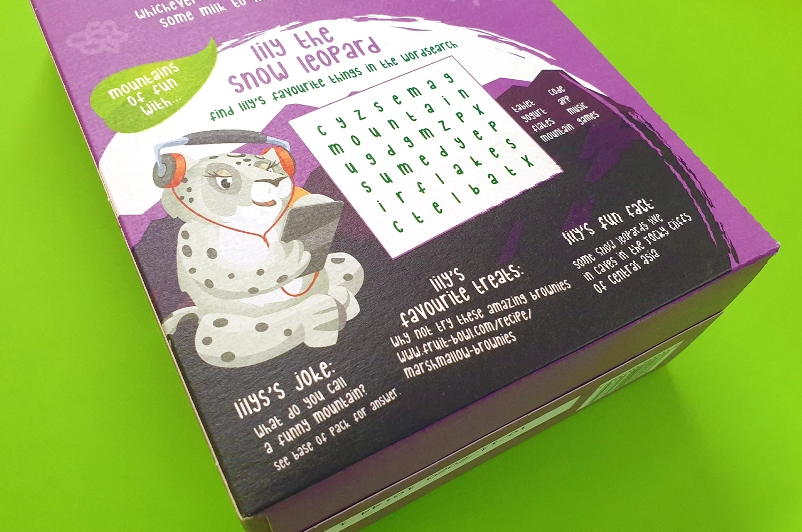 whichever
some milk to
mountains
of fun
with...
lily the
snow leopard
find lily's favourite things in the wordsearch
c y z s e m a g
m o u n t a i n
u g d g m z p x
s u m e d y e p
i r f l a k e s
c t e l b a t x
tablet code
yogurt app
flakes music
mountain games
lily's
favourite treats:
why not try these amazing brownies
www.fruit-bowl.com/recipe/
marshmallow-brownies
lily's fun fact:
some snow leopards live
in caves in the rocky cliffs
of central asia
lilys's joke:
what do you call
a funny mountain?
see base of pack for answer.